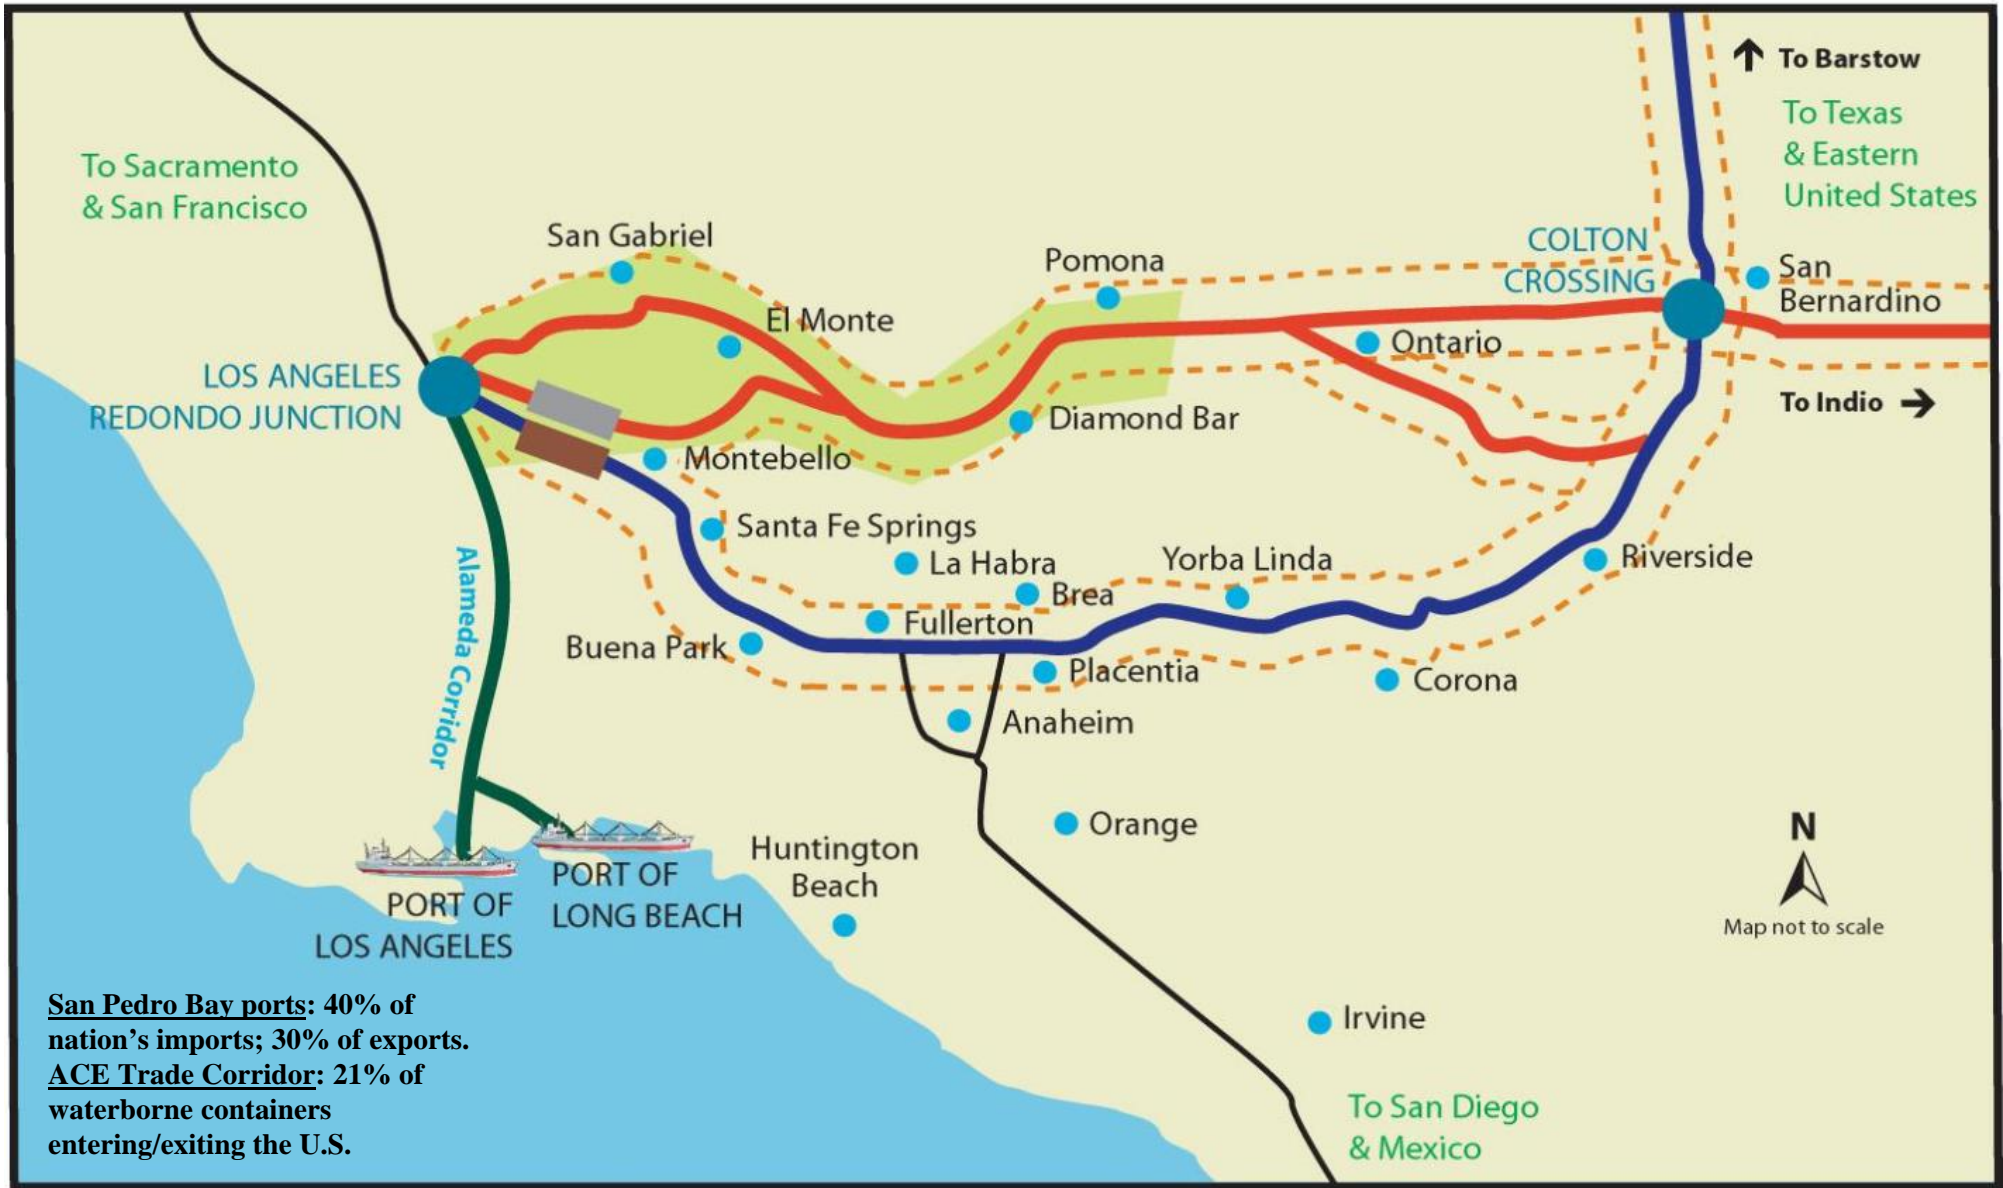 To Barstow
To Texas
& Eastern
United States
To Sacramento
& San Francisco
San Gabriel
COLTON
CROSSING
Pomona
San
Bernardino
El Monte
Ontario
LOS ANGELES
REDONDO JUNCTION
To Indio
Diamond Bar
Montebello
Santa Fe Springs
La Habra
Yorba Linda
Riverside
Brea
Fullerton
Buena Park
Placentia
Corona
Alameda Corridor
Anaheim
Orange
N
Map not to scale
Huntington
Beach
PORT OF
LONG BEACH
PORT OF
LOS ANGELES
San Pedro Bay ports: 40% of
nation’s imports; 30% of exports.
ACE Trade Corridor: 21% of
waterborne containers
entering/exiting the U.S.
Irvine
To San Diego
& Mexico